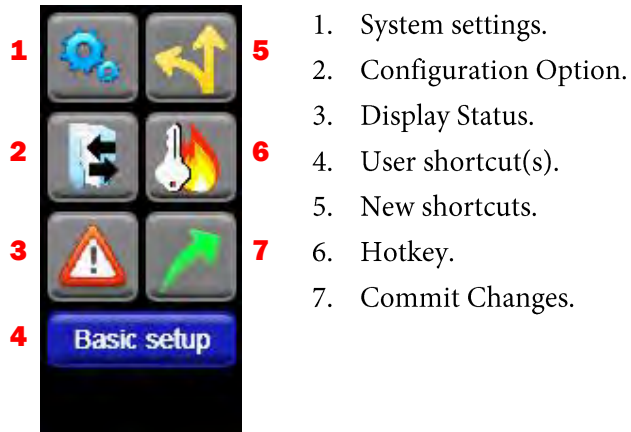 1
2
3
4
Basic setup
5
6
7
1. System settings.
2. Configuration Option.
3. Display Status.
4. User shortcut(s).
5. New shortcuts.
6. Hotkey.
7. Commit Changes.